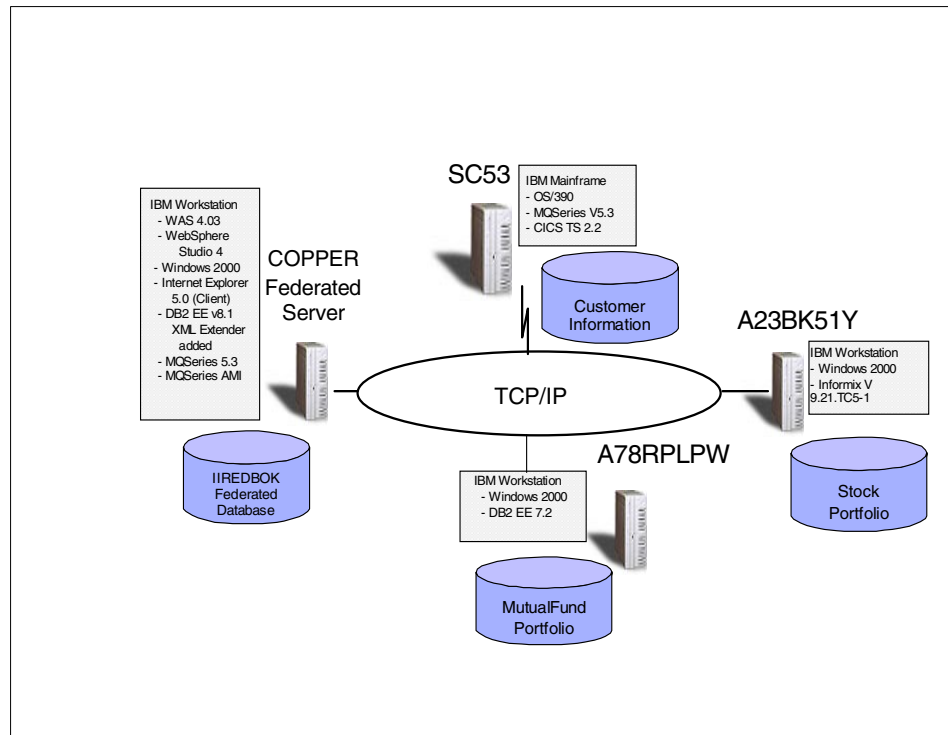 SC53
IBM Mainframe
- OS/390
- MQSeries V5.3
- CICS TS 2.2
Customer
Information
IBM Workstation
- WAS 4.03
- WebSphere
Studio 4
- Windows 2000
- Internet Explorer
5.0 (Client)
- DB2 EE v8.1
XML Extender
added
- MQSeries 5.3
- MQSeries AMI
COPPER
Federated
Server
IIREDBOK
Federated
Database
TCP/IP
A23BK51Y
IBM Workstation
- Windows 2000
- Informix V
9.21.TC5-1
Stock
Portfolio
A78RPLPW
IBM Workstation
- Windows 2000
- DB2 EE 7.2
MutualFund
Portfolio